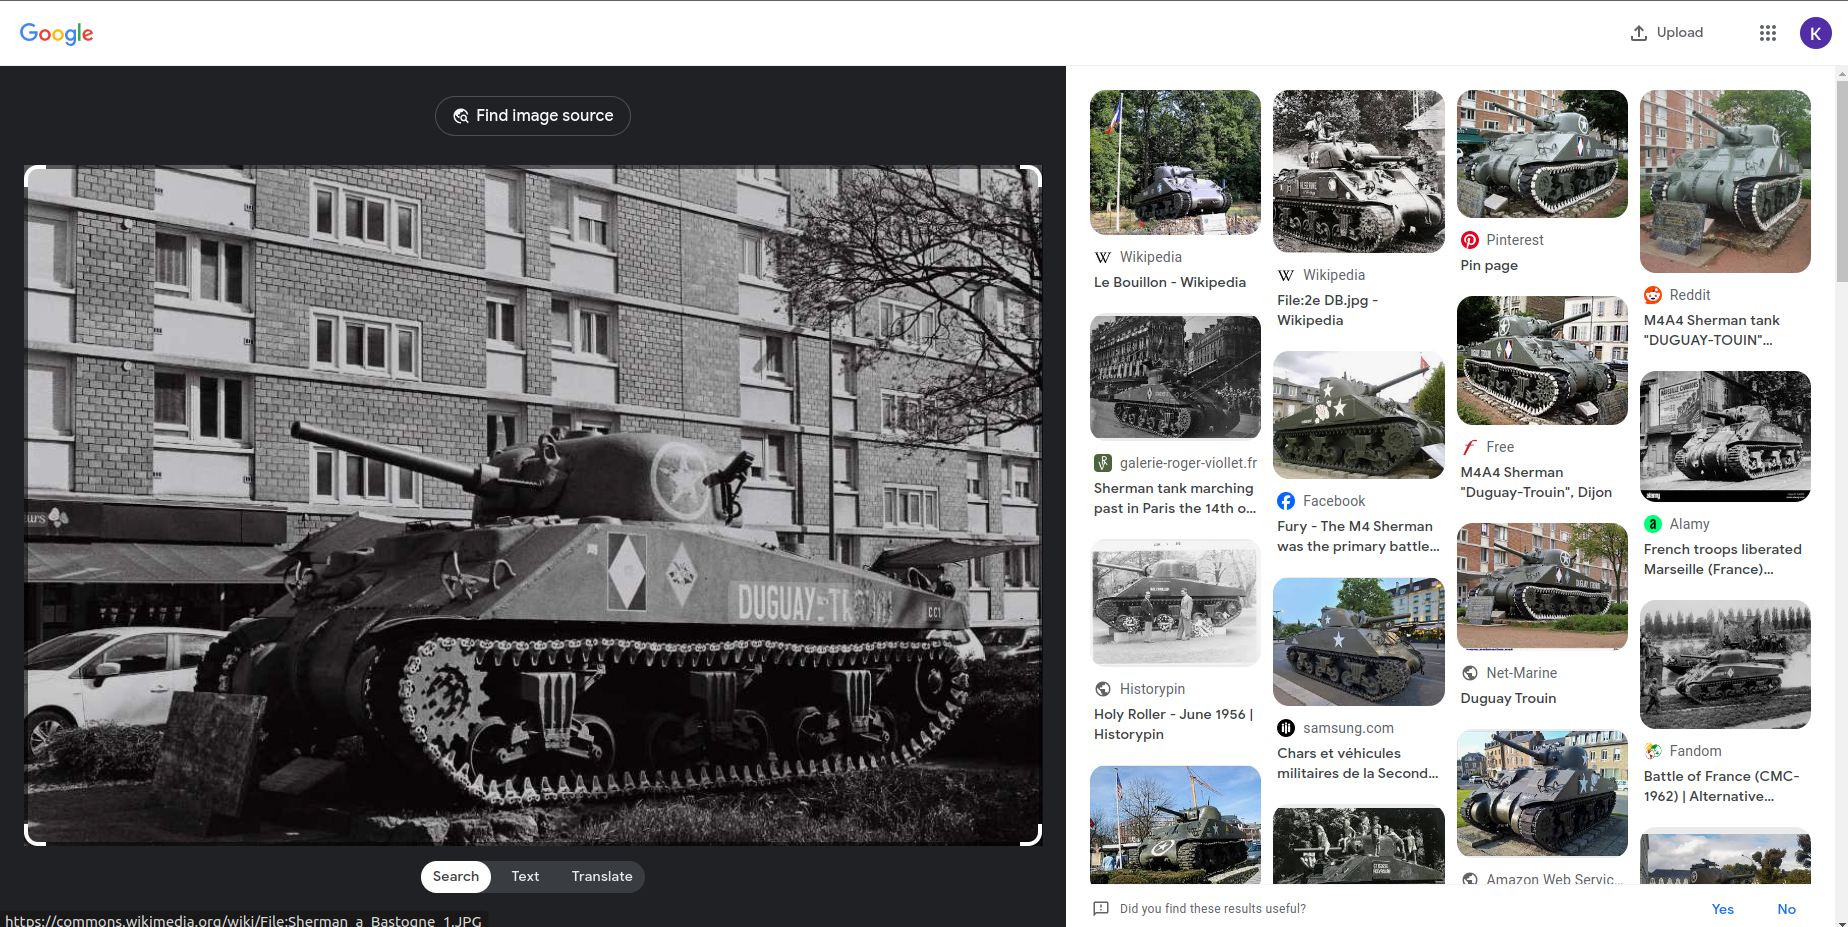 Google
Upload
K
Find image source
urs
DUGUAY-TROUIN
CC1
Search
Text
Translate
https://commons.wikimedia.org/wiki/File:Sherman_a_Bastogne_1.JPG
Wikipedia
Le Bouillon - Wikipedia
galerie-roger-viollet.fr
Sherman tank marching
past in Paris the 14th o...
Historypin
Holy Roller - June 1956 |
Historypin
Wikipedia
File:2e DB.jpg -
Wikipedia
Facebook
Fury - The M4 Sherman
was the primary battle...
samsung.com
Chars et véhicules
militaires de la Second...
Pinterest
Pin page
Free
M4A4 Sherman
"Duguay-Trouin", Dijon
Net-Marine
Duguay Trouin
Amazon Web Servic...
Reddit
M4A4 Sherman tank
"DUGUAY-TOUIN"...
alamy
Alamy
French troops liberated
Marseille (France)...
Fandom
Battle of France (CMC-
1962) | Alternative...
Did you find these results useful?
Yes
No